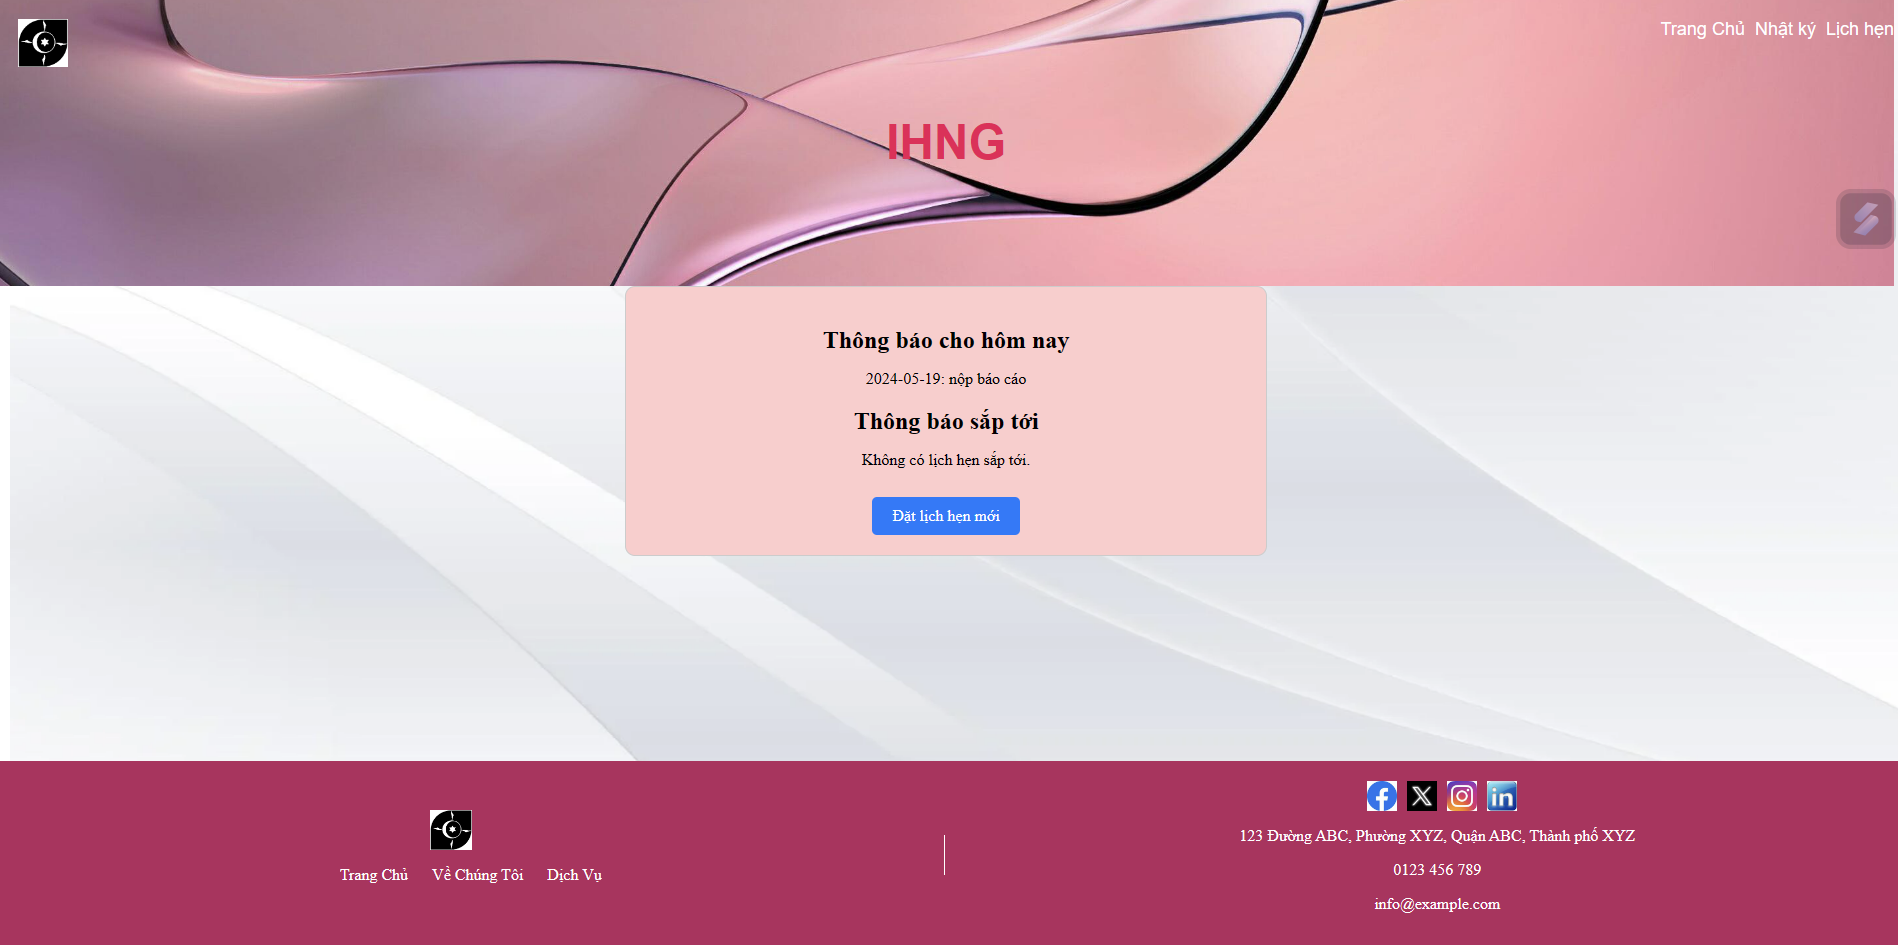 Trang Chủ Nhật ký Lịch hẹn
IHNG
Thông báo cho hôm nay
2024-05-19: nộp báo cáo
Thông báo sắp tới
Không có lịch hẹn sắp tới.
Đặt lịch hẹn mới
Trang Chủ Về Chúng Tôi Dịch Vụ
123 Đường ABC, Phường XYZ, Quận ABC, Thành phố XYZ
0123 456 789
info@example.com